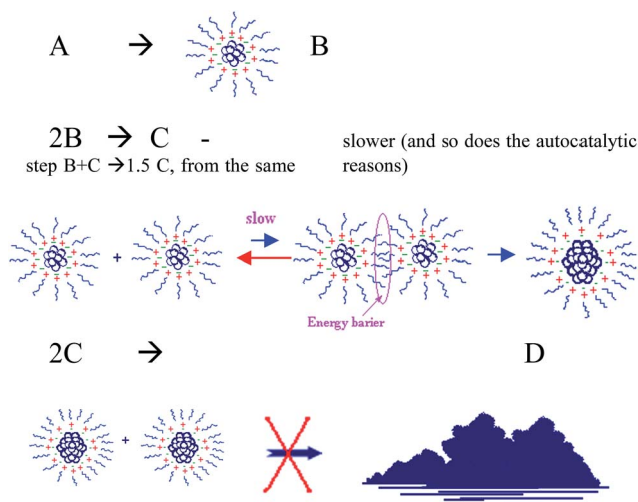 A → B
2B → C - slower (and so does the autocatalytic
step B+C →1.5 C, from the same reasons)
+ slow
Energy barier
2C → D
+